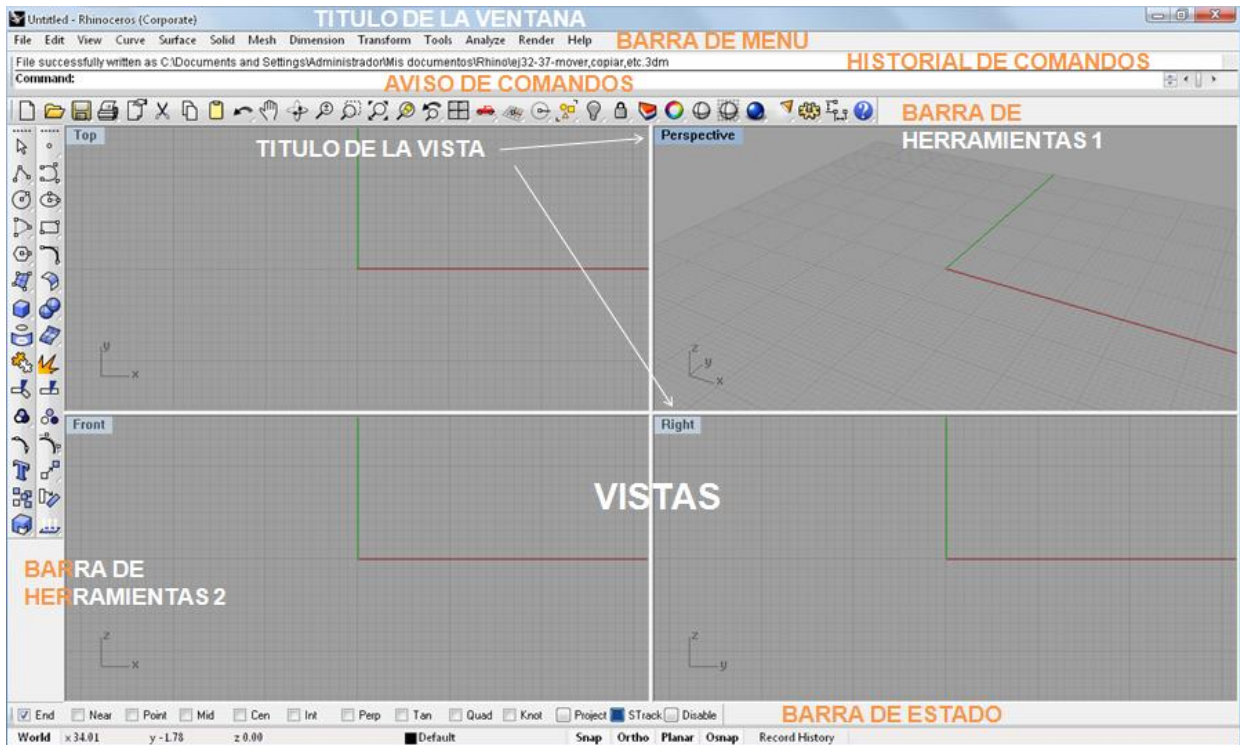 Untitled - Rhinoceros (Corporate)
TITULO DE LA VENTANA
File Edit View Curve Surface Solid Mesh Dimension Transform Tools Analyze Render Help
BARRA DE MENU
File successfully written as C:\Documents and Settings\Administrador\Mis documentos\Rhino\ej32-37-mover,copiar,etc.3dm
HISTORIAL DE COMANDOS
Command:
AVISO DE COMANDOS
BARRA DE
HERRAMIENTAS 1
Top
TITULO DE LA VISTA
Perspective
y
x
z
y
x
Front
Right
VISTAS
BARRA DE
HERRAMIENTAS 2
z
x
z
y
End Near Point Mid Cen Int Perp Tan Quad Knot Project STrack Disable
BARRA DE ESTADO
World x 34.01 y -1.78 z 0.00 Default Snap Ortho Planar Osnap Record History